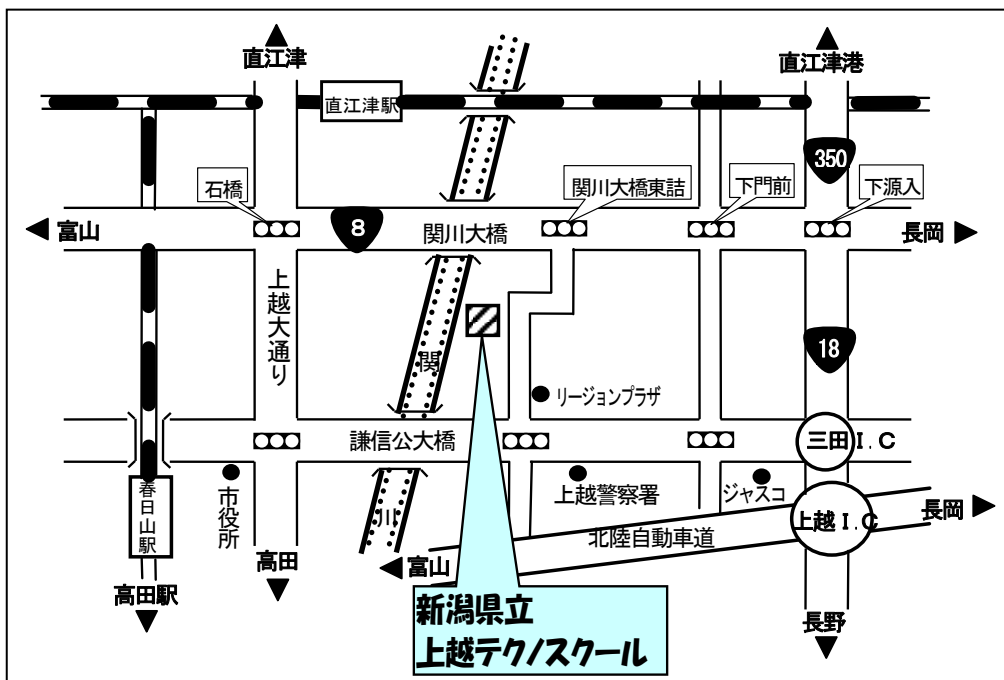 直江津
直江津港
直江津駅
350
石橋
関川大橋東詰
下門前
下源入
富山
8
関川大橋
長岡
上越大通り
関
18
リージョンプラザ
謙信公大橋
三田I.C
春日山駅
市役所
川
上越警察署
ジャスコ
上越I.C
長岡
北陸自動車道
高田
富山
高田駅
新潟県立
上越テクノスクール
長野